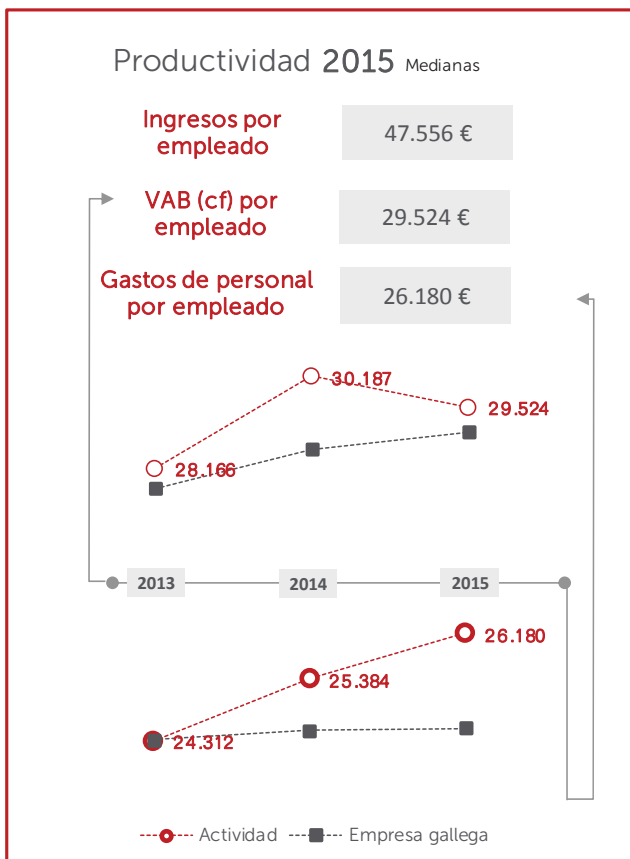 Productividad 2015 Medianas
Ingresos por
empleado
47.556 €
VAB (cf) por
empleado
29.524 €
Gastos de personal
por empleado
26.180 €
30.187
29.524
28.166
2013
2014
2015
26.180
25.384
24.312
Actividad
Empresa gallega